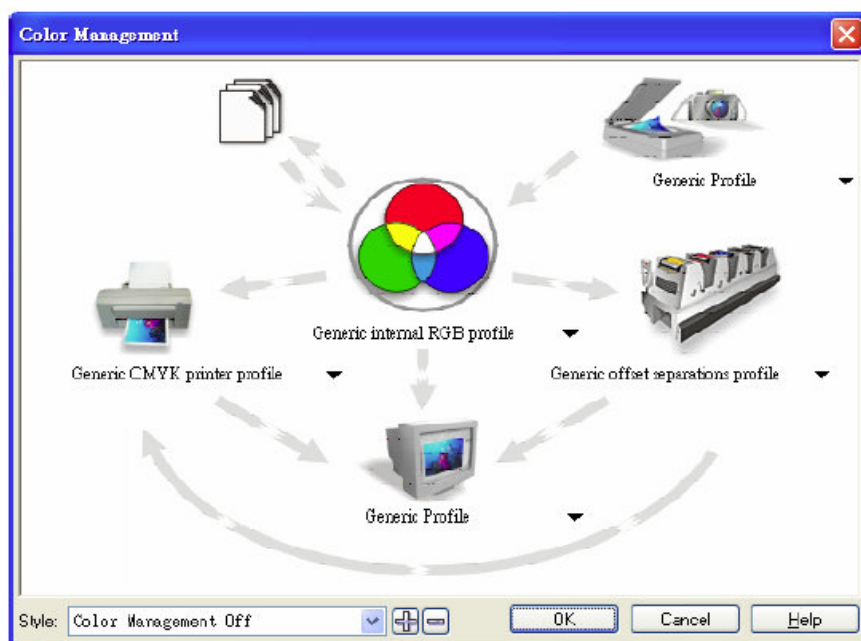 Color Management
Generic Profile
Generic internal RGB profile
Generic CMYK printer profile
Generic offset separations profile
Generic Profile
Style:
Color Management Off
OK
Cancel
Help